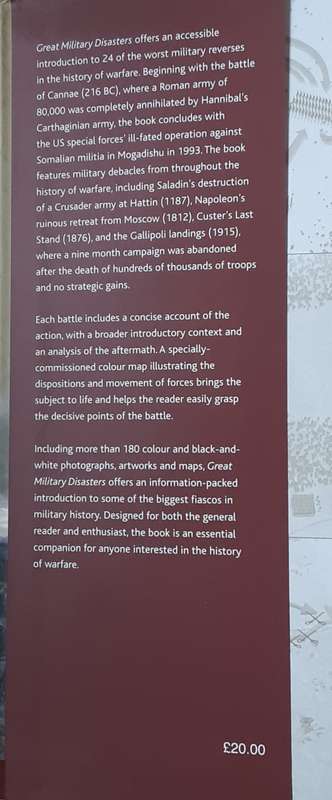 Great Military Disasters offers an accessible
introduction to 24 of the worst military reverses
in the history of warfare. Beginning with the battle
of Cannae (216 BC), where a Roman army of
80,000 was completely annihilated by Hannibal's
Carthaginian army, the book concludes with
the US special forces' ill-fated operation against
Somalian militia in Mogadishu in 1993. The book
features military debacles from throughout the
history of warfare, including Saladin's destruction
of a Crusader army at Hattin (1187), Napoleon's
ruinous retreat from Moscow (1812), Custer's Last
Stand (1876), and the Gallipoli landings (1915),
where a nine month campaign was abandoned
after the death of hundreds of thousands of troops
and no strategic gains.
Each battle includes a concise account of the
action, with a broader introductory context and
an analysis of the aftermath. A specially-
commissioned colour map illustrating the
dispositions and movement of forces brings the
subject to life and helps the reader easily grasp
the decisive points of the battle.
Including more than 180 colour and black-and-
white photographs, artworks and maps, Great
Military Disasters offers an information-packed
introduction to some of the biggest fiascos in
military history. Designed for both the general
reader and enthusiast, the book is an essential
companion for anyone interested in the history
of warfare.
£20.00